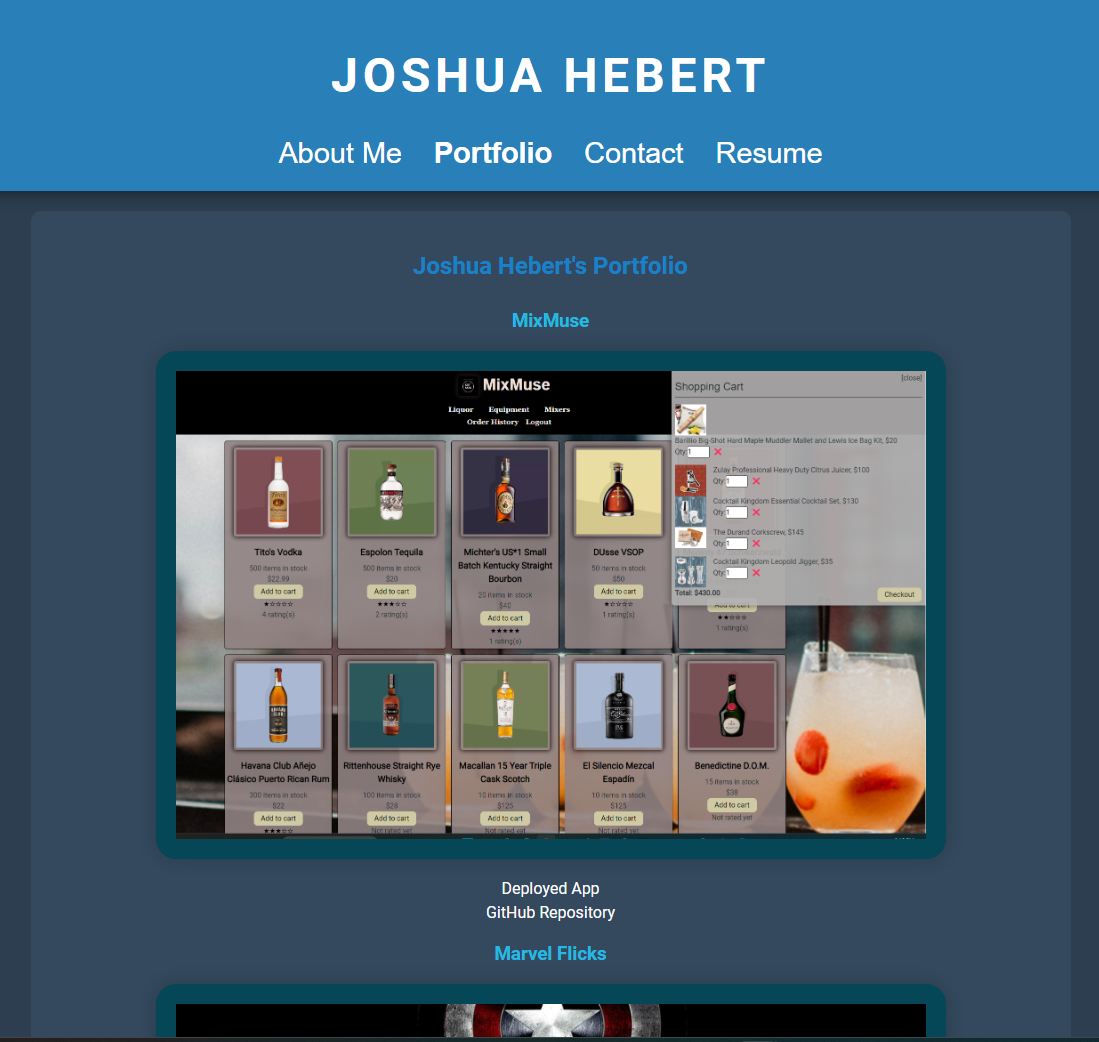 JOSHUA HEBERT
About Me Portfolio Contact Resume
Joshua Hebert's Portfolio
MixMuse
MixMuse
Liquor Equipment Mixers
Order History Logout
[close]
Shopping Cart
Barillio Big-Shot Hard Maple Muddler Mallet and Lewis Ice Bag Kit, $20
Qty:1
Zulay Professional Heavy Duty Citrus Juicer, $100
Qty:1
Cocktail Kingdom Essential Cocktail Set, $130
Qty:1
The Durand Corkscrew, $145
Qty:1
Cocktail Kingdom Leopold Jigger, $35
Qty:1
Total: $430.00
Checkout
Tito's Vodka
500 items in stock
$22.99
Add to cart
★☆☆☆☆
4 rating(s)
Espolon Tequila
500 items in stock
$20
Add to cart
★★★☆☆
2 rating(s)
Michter's US*1 Small
Batch Kentucky Straight
Bourbon
20 items in stock
$40
Add to cart
★★★★★
1 rating(s)
DUsse VSOP
50 items in stock
$50
Add to cart
★☆☆☆☆
1 rating(s)
Add to cart
★★☆☆☆
1 rating(s)
Havana Club Añejo
Clásico Puerto Rican Rum
300 items in stock
$22
Add to cart
★★★☆☆
Rittenhouse Straight Rye
Whisky
100 items in stock
$28
Add to cart
Not rated yet
Macallan 15 Year Triple
Cask Scotch
10 items in stock
$125
Add to cart
Not rated yet
El Silencio Mezcal
Espadín
10 items in stock
$125
Add to cart
Not rated yet
Benedictine D.O.M.
15 items in stock
$38
Add to cart
Not rated yet
Deployed App
GitHub Repository
Marvel Flicks